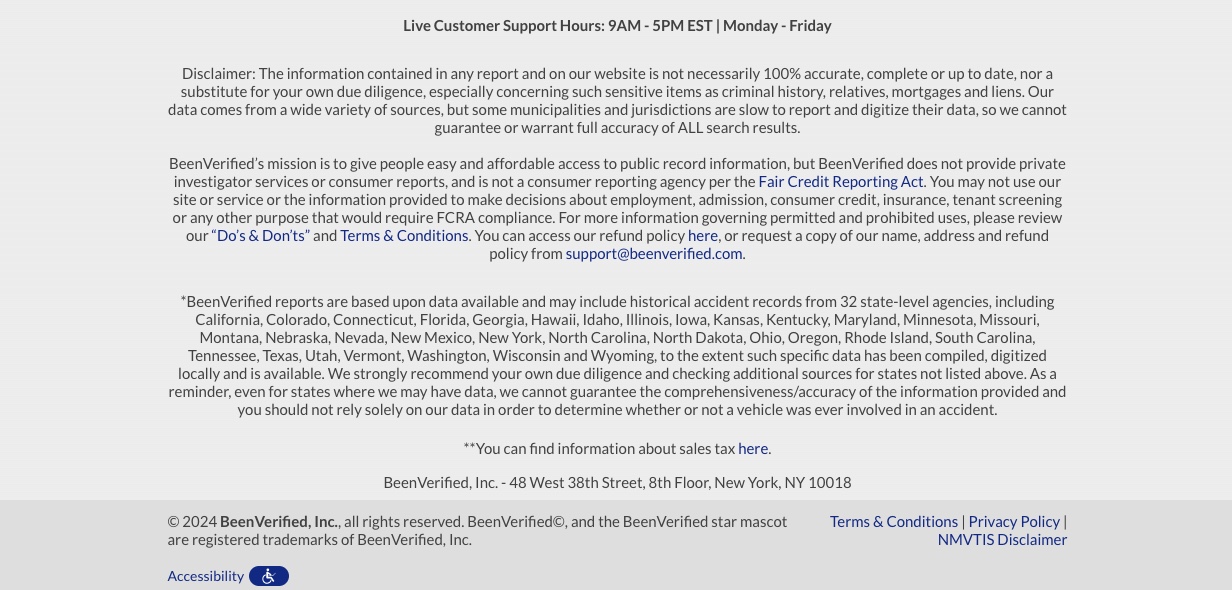 Live Customer Support Hours: 9AM - 5PM EST | Monday - Friday
Disclaimer: The information contained in any report and on our website is not necessarily 100% accurate, complete or up to date, nor a
substitute for your own due diligence, especially concerning such sensitive items as criminal history, relatives, mortgages and liens. Our
data comes from a wide variety of sources, but some municipalities and jurisdictions are slow to report and digitize their data, so we cannot
guarantee or warrant full accuracy of ALL search results.
BeenVerified's mission is to give people easy and affordable access to public record information, but BeenVerified does not provide private
investigator services or consumer reports, and is not a consumer reporting agency per the Fair Credit Reporting Act. You may not use our
site or service or the information provided to make decisions about employment, admission, consumer credit, insurance, tenant screening
or any other purpose that would require FCRA compliance. For more information governing permitted and prohibited uses, please review
our “Do’s & Don’ts” and Terms & Conditions. You can access our refund policy here, or request a copy of our name, address and refund
policy from support@beenverified.com.
*BeenVerified reports are based upon data available and may include historical accident records from 32 state-level agencies, including
California, Colorado, Connecticut, Florida, Georgia, Hawaii, Idaho, Illinois, Iowa, Kansas, Kentucky, Maryland, Minnesota, Missouri,
Montana, Nebraska, Nevada, New Mexico, New York, North Carolina, North Dakota, Ohio, Oregon, Rhode Island, South Carolina,
Tennessee, Texas, Utah, Vermont, Washington, Wisconsin and Wyoming, to the extent such specific data has been compiled, digitized
locally and is available. We strongly recommend your own due diligence and checking additional sources for states not listed above. As a
reminder, even for states where we may have data, we cannot guarantee the comprehensiveness/accuracy of the information provided and
you should not rely solely on our data in order to determine whether or not a vehicle was ever involved in an accident.
**You can find information about sales tax here.
BeenVerified, Inc. - 48 West 38th Street, 8th Floor, New York, NY 10018
© 2024 BeenVerified, Inc., all rights reserved. BeenVerified©, and the BeenVerified star mascot
are registered trademarks of BeenVerified, Inc.
Terms & Conditions | Privacy Policy |
NMVTIS Disclaimer
Accessibility